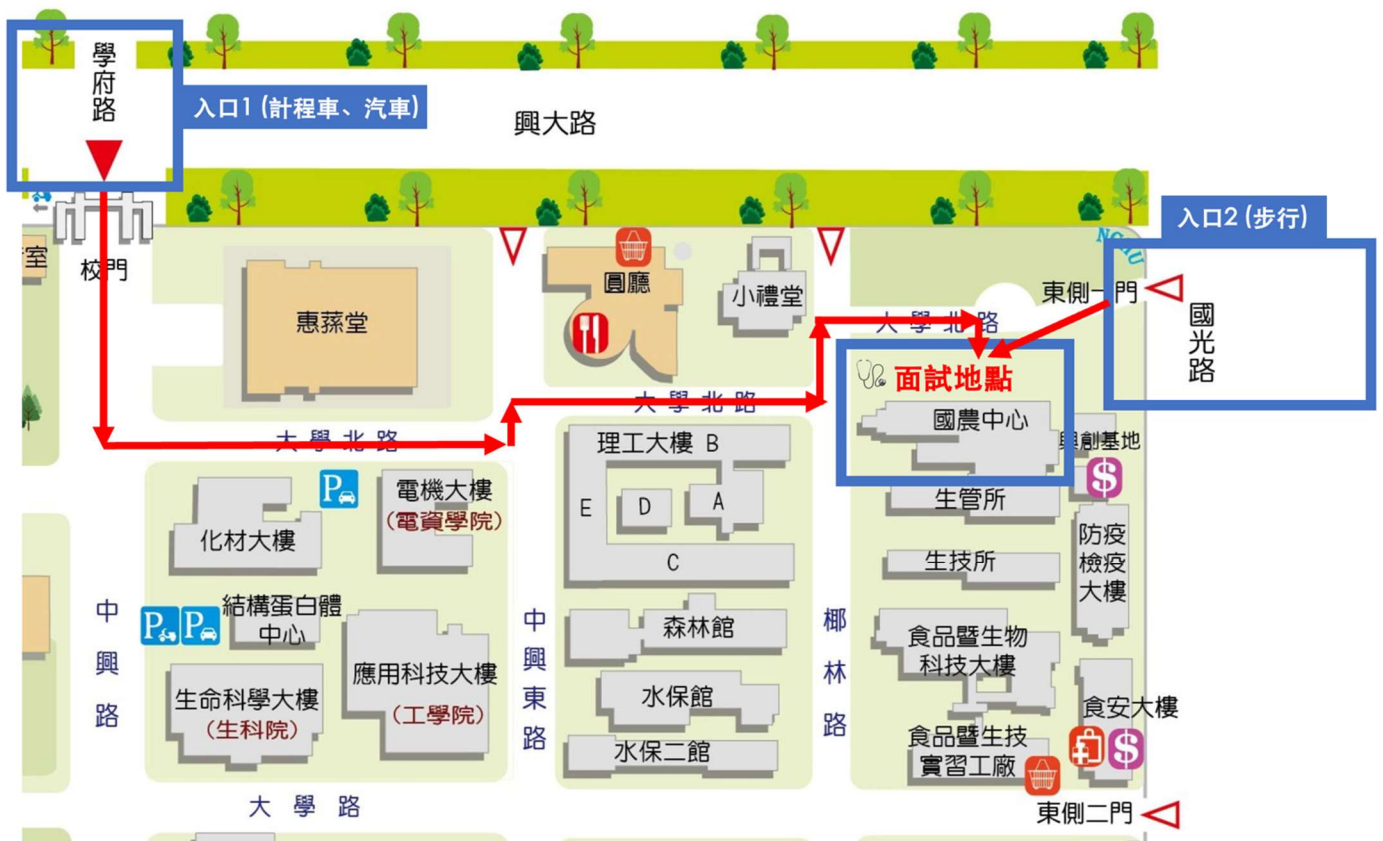 學府路
入口1 (計程車、汽車)
興大路
入口2 (步行)
NCHU
室
校門
惠蓀堂
圓廳
小禮堂
東側一門
國光路
大學北路
面試地點
大學北路
國農中心
大學北路
理工大樓 B
興創基地
P
電機大樓
(電資學院)
E
D
A
$
生管所
化材大樓
C
防疫
檢疫
大樓
生技所
中興路
P
P
結構蛋白體
中心
中興東路
森林館
椰林路
食品暨生物
科技大樓
應用科技大樓
(工學院)
生命科學大樓
(生科院)
水保館
食安大樓
水保二館
食品暨生技
實習工廠
$
大學路
東側二門